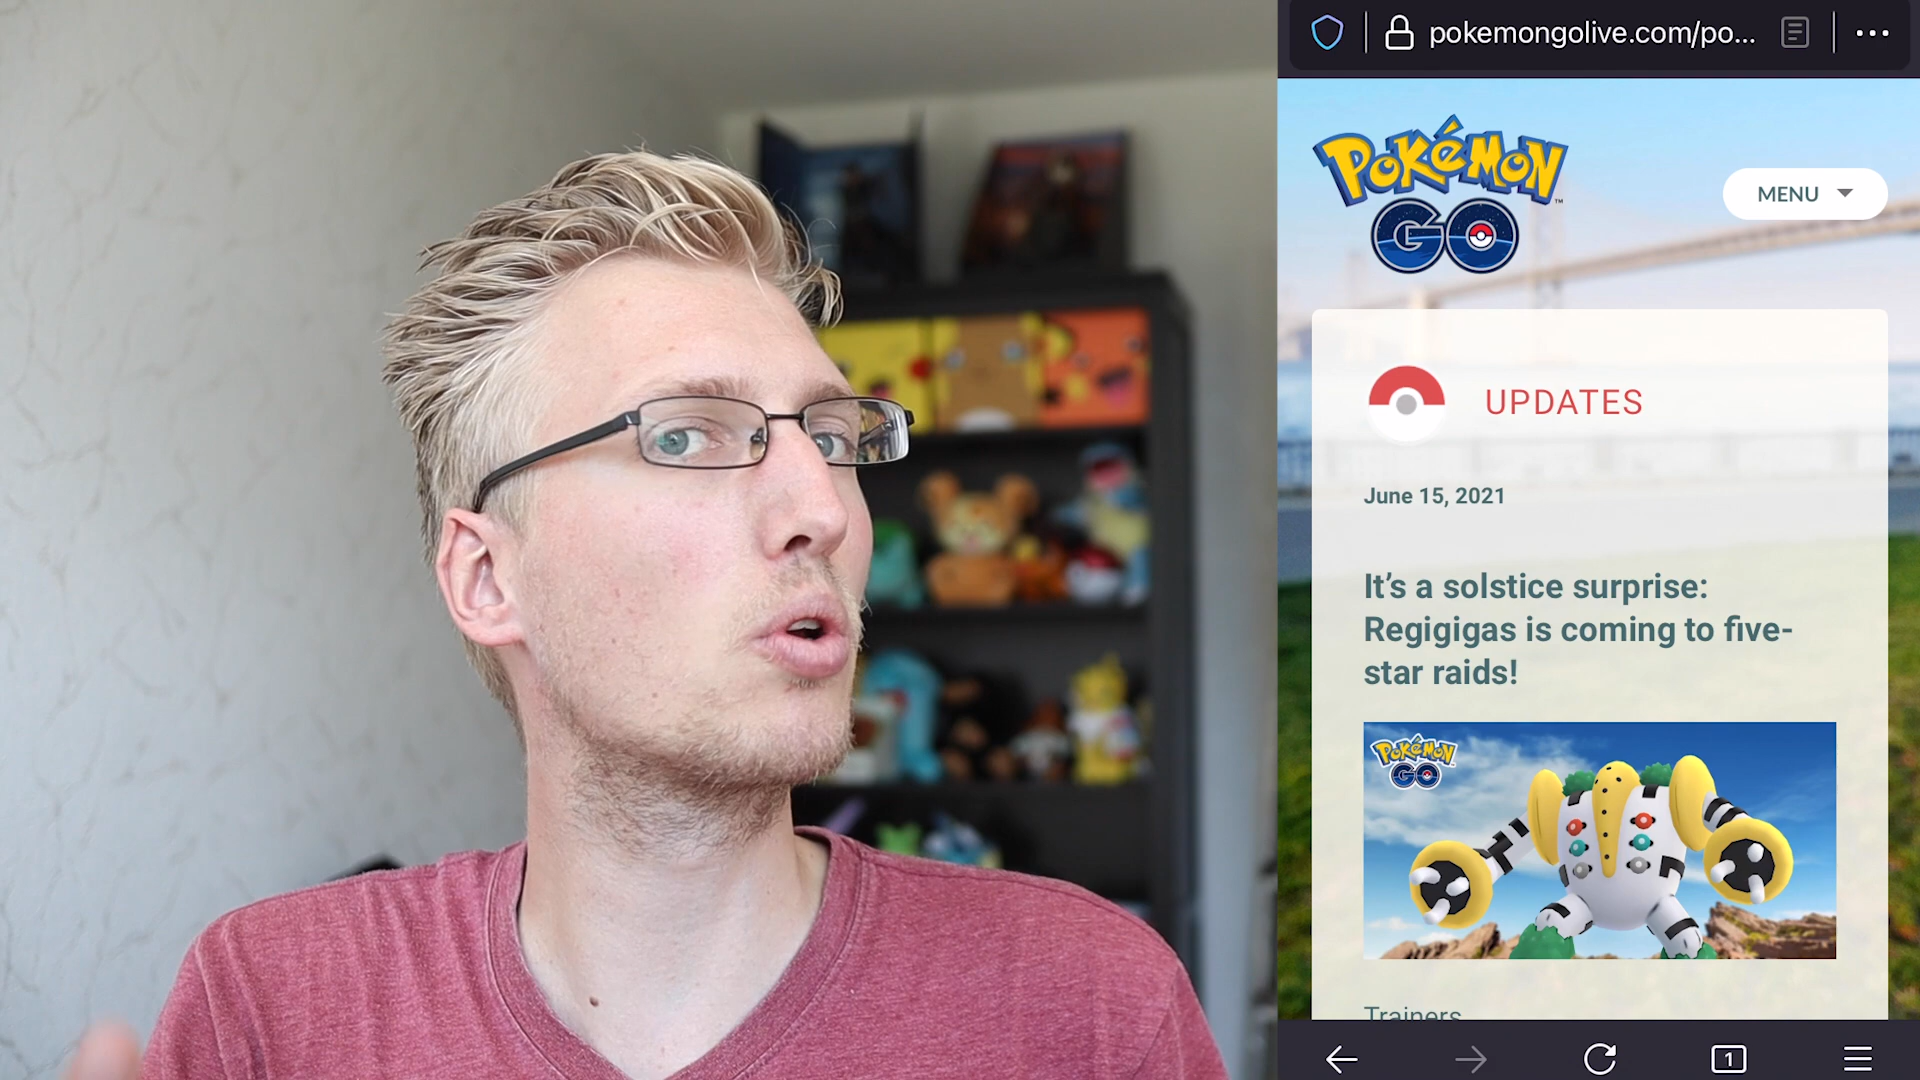 pokemongolive.com/po...
POKéMON
™
GO
MENU
UPDATES
June 15, 2021
It’s a solstice surprise:
Regigigas is coming to five-
star raids!
POKéMON
GO
Trainers
1